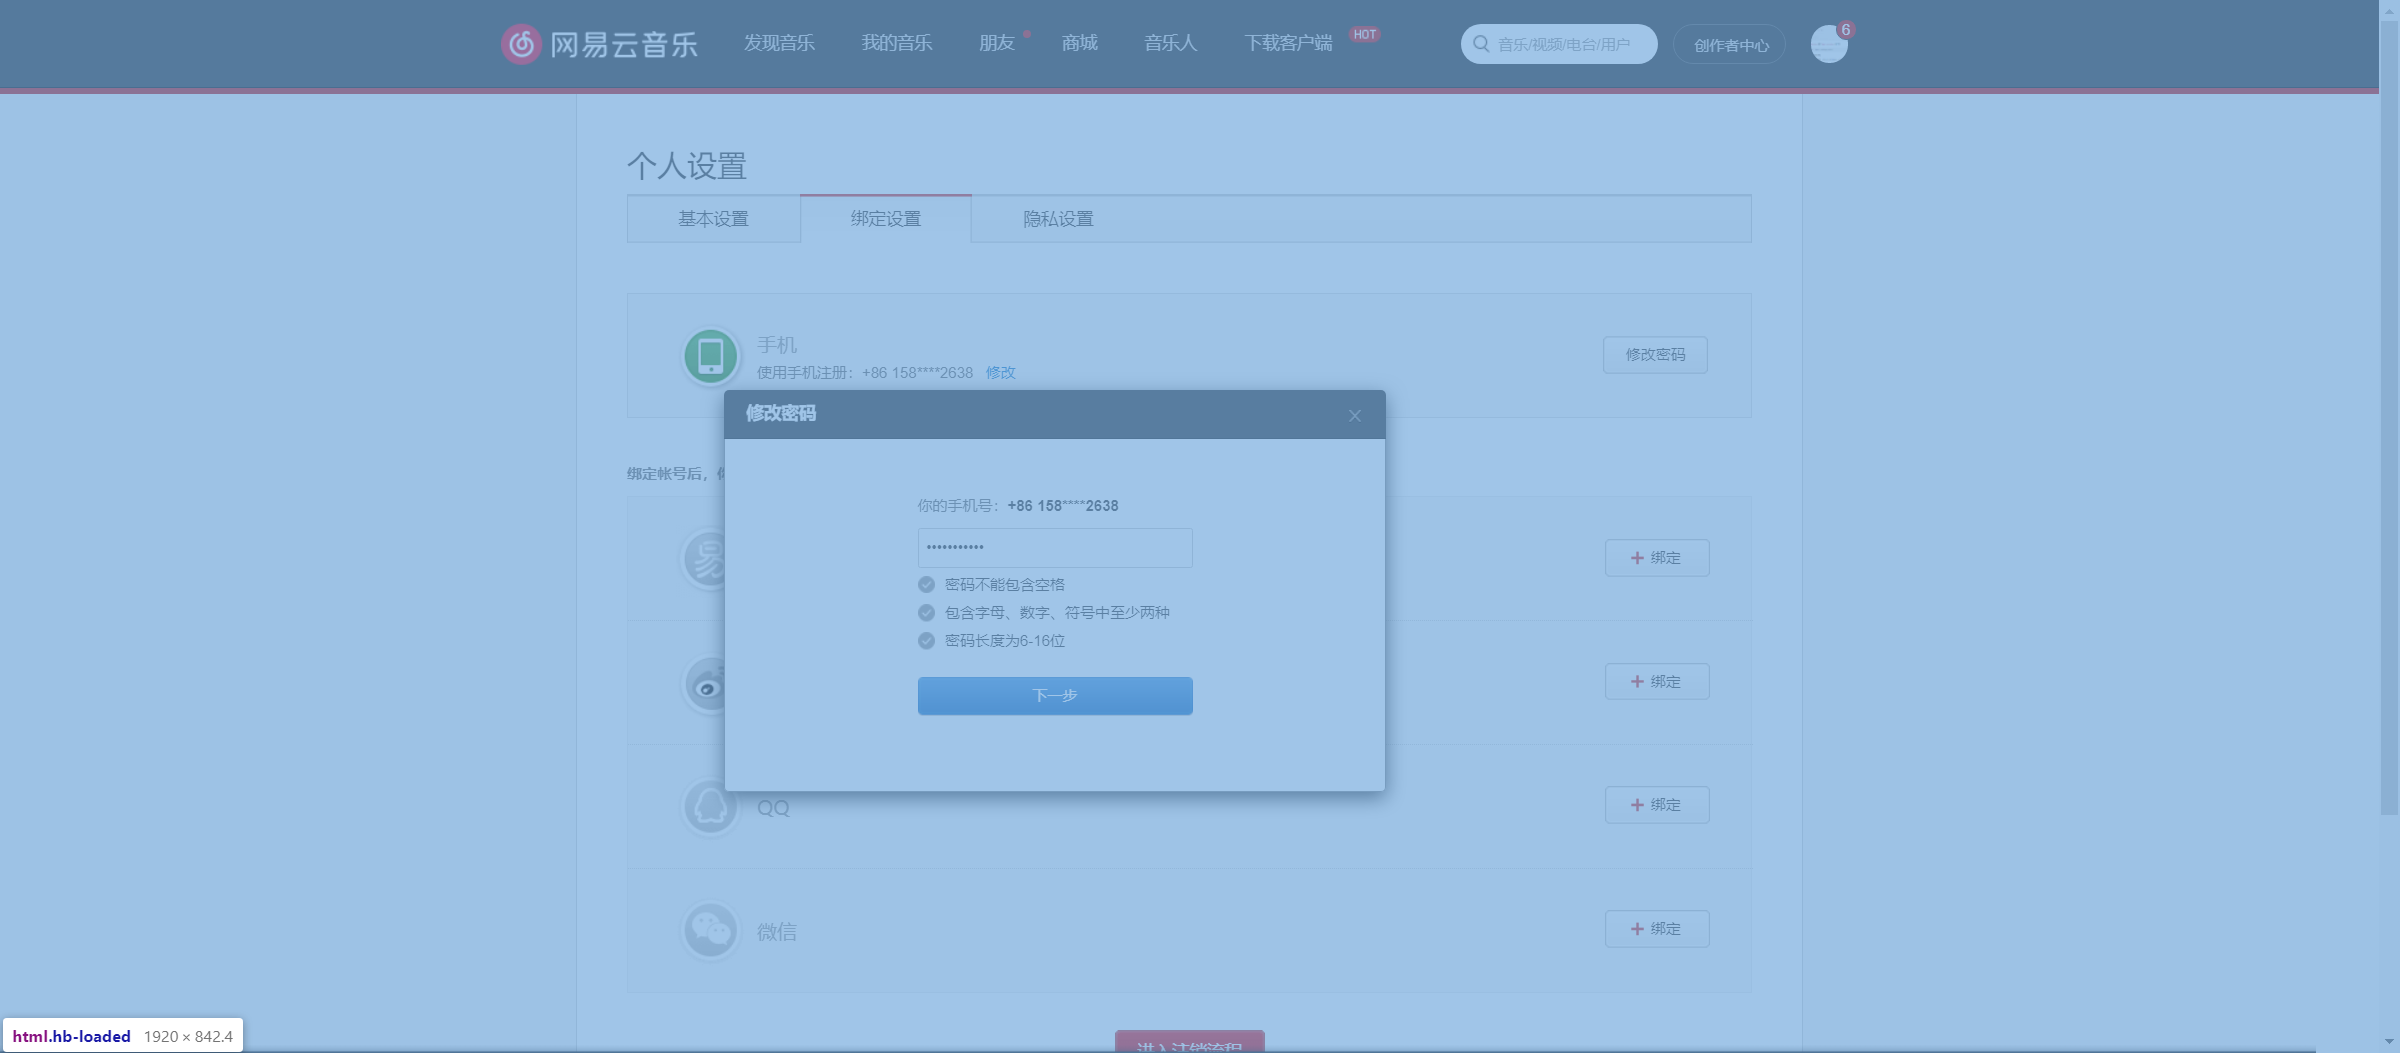 网易云音乐 发现音乐 我的音乐 朋友 商城 音乐人 下载客户端 HOT 音乐/视频/电台/用户 创作者中心 6
个人设置
基本设置 绑定设置 隐私设置
手机
使用手机注册：+86 158****2638 修改
修改密码
修改密码
绑定帐号后，
你的手机号：+86 158****2638
•••••••••••
密码不能包含空格
包含字母、数字、符号中至少两种
密码长度为6-16位
下一步
易
绑定
绑定
QQ
绑定
微信
绑定
html.hb-loaded 1920 × 842.4
进入注销流程